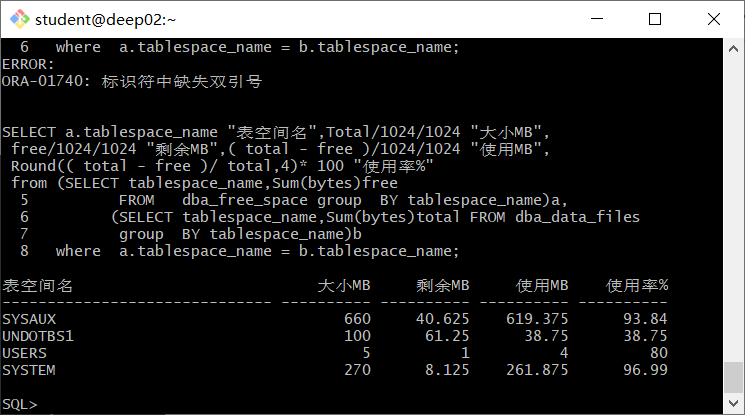 student@deep02:~
  6   where  a.tablespace_name = b.tablespace_name;
ERROR:
ORA-01740: 标识符中缺失双引号
SELECT a.tablespace_name "表空间名",Total/1024/1024 "大小MB",
 free/1024/1024 "剩余MB",( total - free )/1024/1024 "使用MB",
 Round(( total - free )/ total,4)* 100 "使用率%"
 from (SELECT tablespace_name,Sum(bytes)free
  5          FROM   dba_free_space group  BY tablespace_name)a,
  6         (SELECT tablespace_name,Sum(bytes)total FROM dba_data_files
  7          group  BY tablespace_name)b
  8   where  a.tablespace_name = b.tablespace_name;
表空间名                           大小MB     剩余MB     使用MB    使用率%
------------------------------ ---------- ---------- ---------- ----------
SYSAUX                                660     40.625    619.375      93.84
UNDOTBS1                              100      61.25      38.75      38.75
USERS                                   5          1          4         80
SYSTEM                                270      8.125    261.875      96.99
SQL>